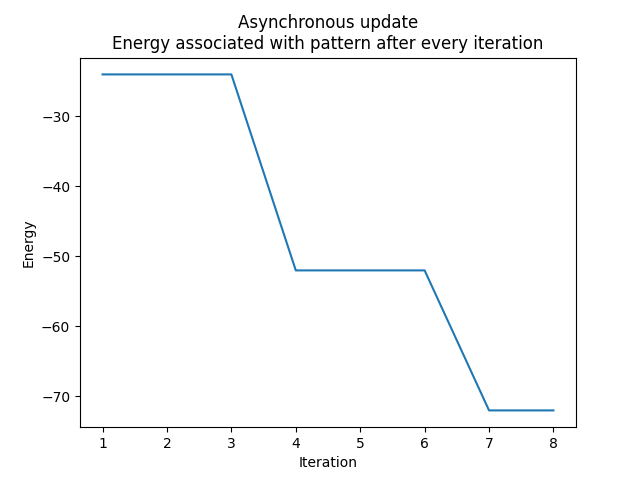 Asynchronous update
Energy associated with pattern after every iteration
−30
−40
−50
−60
−70
Energy
1 2 3 4 5 6 7 8
Iteration